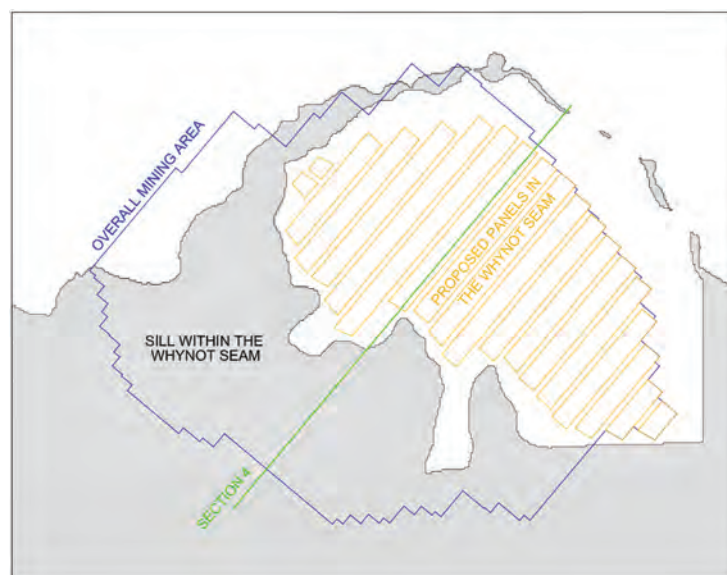 OVERALL MINING AREA
PROPOSED PANELS IN
THE WHYNOT SEAM
SILL WITHIN THE
WHYNOT SEAM
SECTION 4